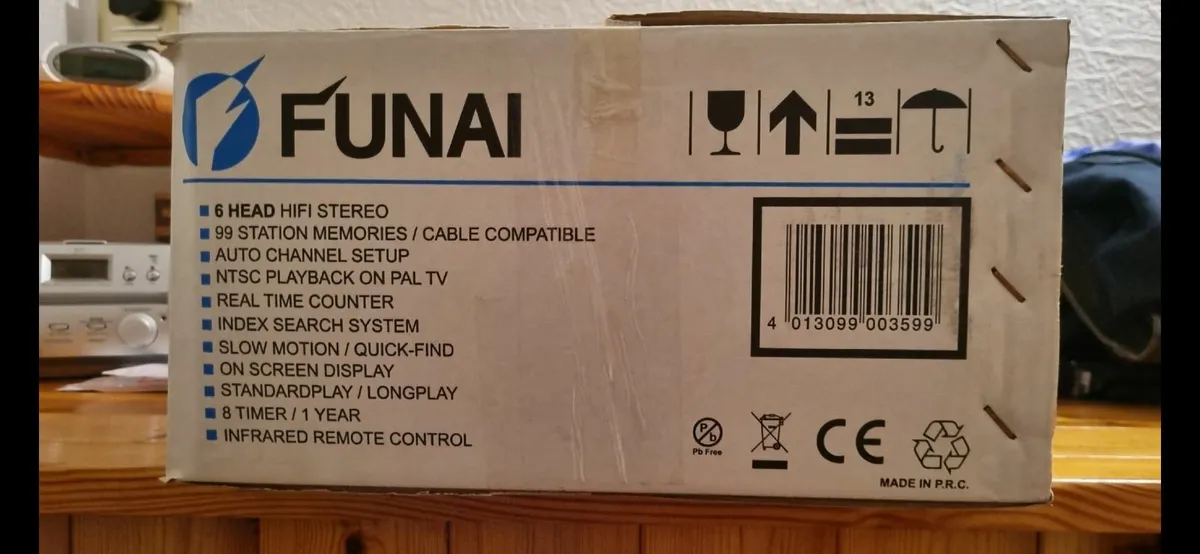 FUNAI
13
6 HEAD HIFI STEREO
99 STATION MEMORIES / CABLE COMPATIBLE
AUTO CHANNEL SETUP
NTSC PLAYBACK ON PAL TV
REAL TIME COUNTER
INDEX SEARCH SYSTEM
SLOW MOTION / QUICK-FIND
ON SCREEN DISPLAY
STANDARDPLAY / LONGPLAY
8 TIMER / 1 YEAR
INFRARED REMOTE CONTROL
4 013099 003599
Pb
Pb Free
CE
MADE IN P.R.C.